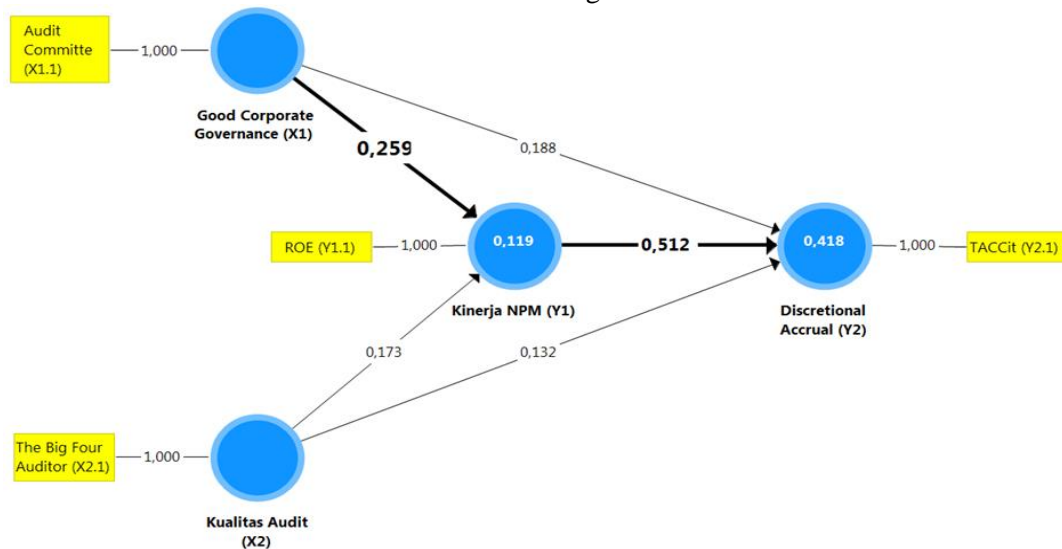 Audit
Committe
(X1.1)
1,000
Good Corporate
Governance (X1)
0,259
0,188
ROE (Y1.1)
1,000
0,119
0,512
0,418
1,000
TACCit (Y2.1)
Kinerja NPM (Y1)
Discretional
Accrual (Y2)
0,173
0,132
The Big Four
Auditor (X2.1)
1,000
Kualitas Audit
(X2)